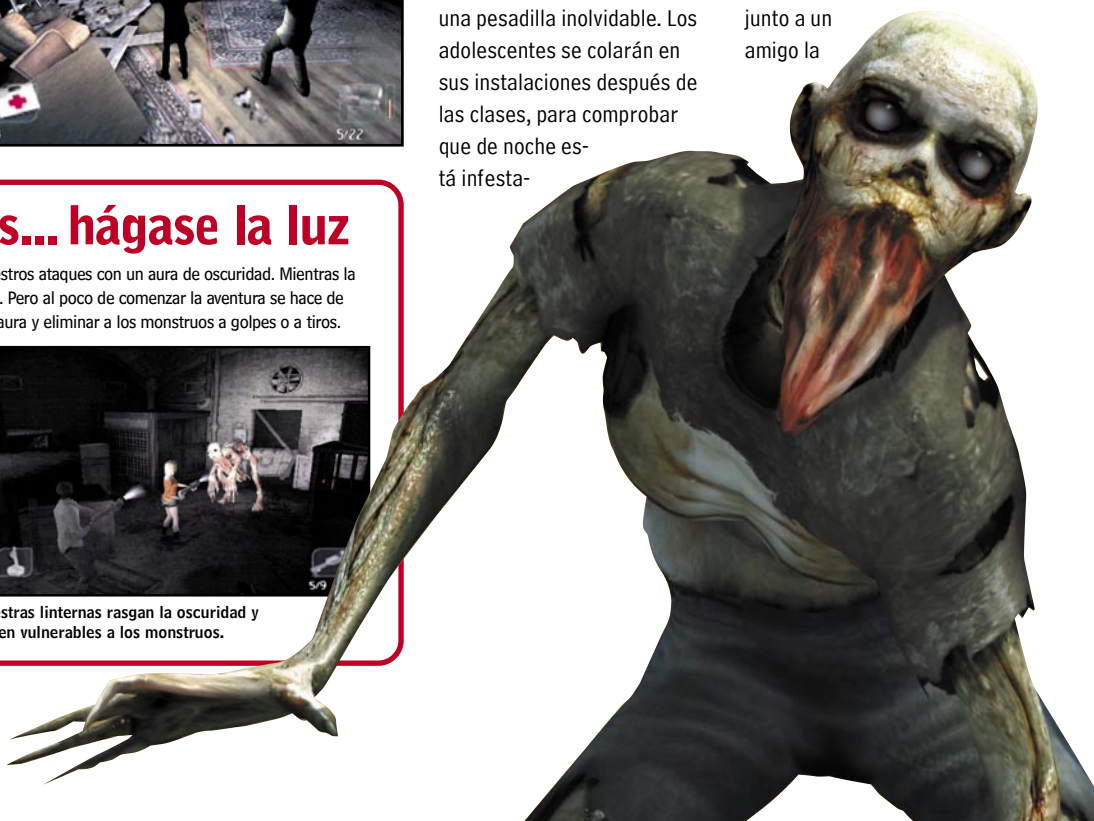 5/22
s... hágase la luz
estros ataques con un aura de oscuridad. Mientras la
. Pero al poco de comenzar la aventura se hace de
aura y eliminar a los monstruos a golpes o a tiros.
5/9
estras linternas rasgan la oscuridad y
en vulnerables a los monstruos.
una pesadilla inolvidable. Los
adolescentes se colarán en
sus instalaciones después de
las clases, para comprobar
que de noche es-
tá infesta-
junto a un
amigo la